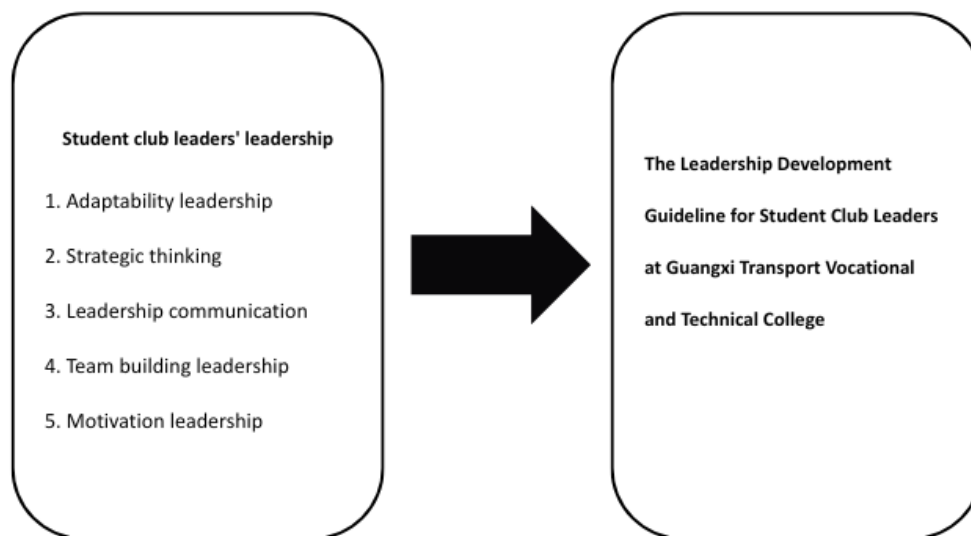 Student club leaders' leadership
1. Adaptability leadership
2. Strategic thinking
3. Leadership communication
4. Team building leadership
5. Motivation leadership
The Leadership Development
Guideline for Student Club Leaders
at Guangxi Transport Vocational
and Technical College